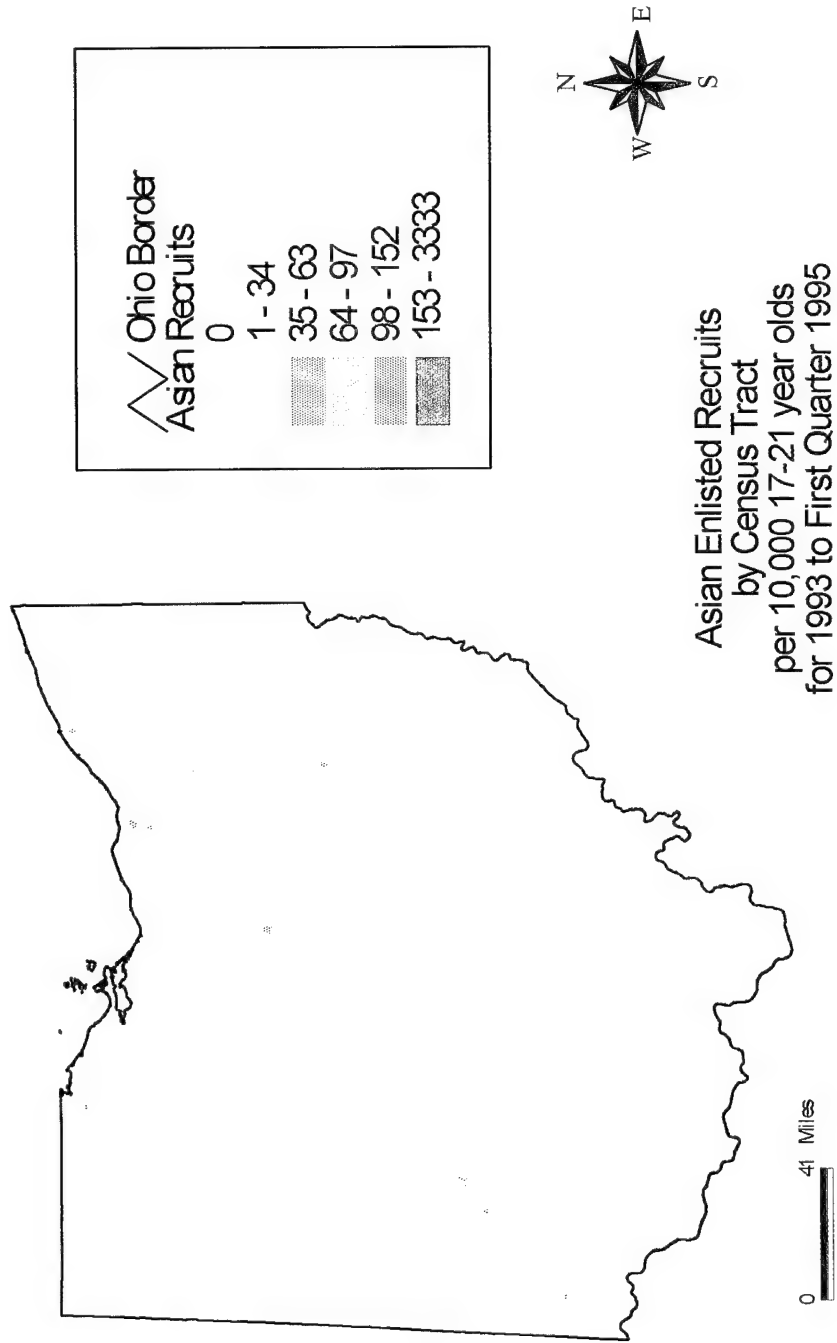 Ohio Border
Asian Recruits
0
1 - 34
35 - 63
64 - 97
98 - 152
153 - 3333
N
W E
S
Asian Enlisted Recruits
by Census Tract
per 10,000 17-21 year olds
for 1993 to First Quarter 1995
0 41 Miles